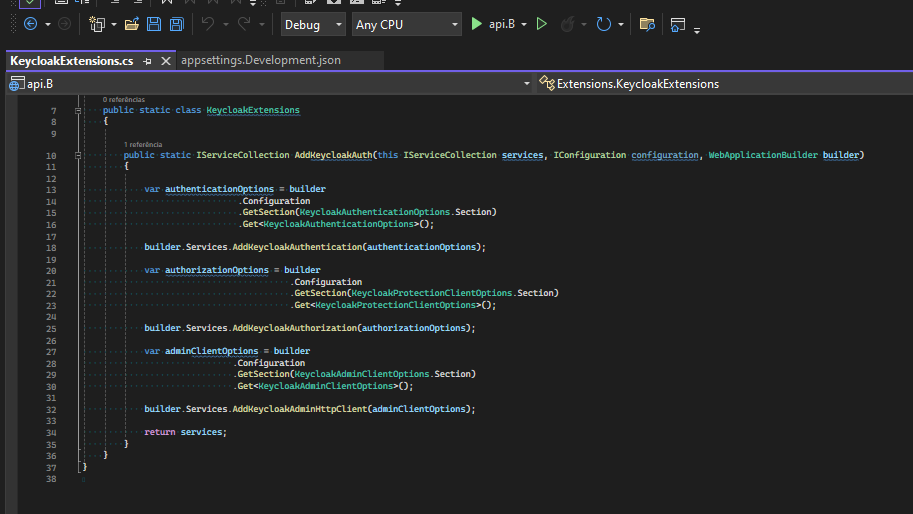 Debug
Any CPU
api.B
KeycloakExtensions.cs
appsettings.Development.json
api.B
Extensions.KeycloakExtensions
0 referências
7 public static class KeycloakExtensions
8 {
9
1 referência
10 public static IServiceCollection AddKeycloakAuth(this IServiceCollection services, IConfiguration configuration, WebApplicationBuilder builder)
11 {
12
13 var authenticationOptions = builder
14 .Configuration
15 .GetSection(KeycloakAuthenticationOptions.Section)
16 .Get<KeycloakAuthenticationOptions>();
17
18 builder.Services.AddKeycloakAuthentication(authenticationOptions);
19
20 var authorizationOptions = builder
21 .Configuration
22 .GetSection(KeycloakProtectionClientOptions.Section)
23 .Get<KeycloakProtectionClientOptions>();
24
25 builder.Services.AddKeycloakAuthorization(authorizationOptions);
26
27 var adminClientOptions = builder
28 .Configuration
29 .GetSection(KeycloakAdminClientOptions.Section)
30 .Get<KeycloakAdminClientOptions>();
31
32 builder.Services.AddKeycloakAdminHttpClient(adminClientOptions);
33
34 return services;
35 }
36 }
37 }
38